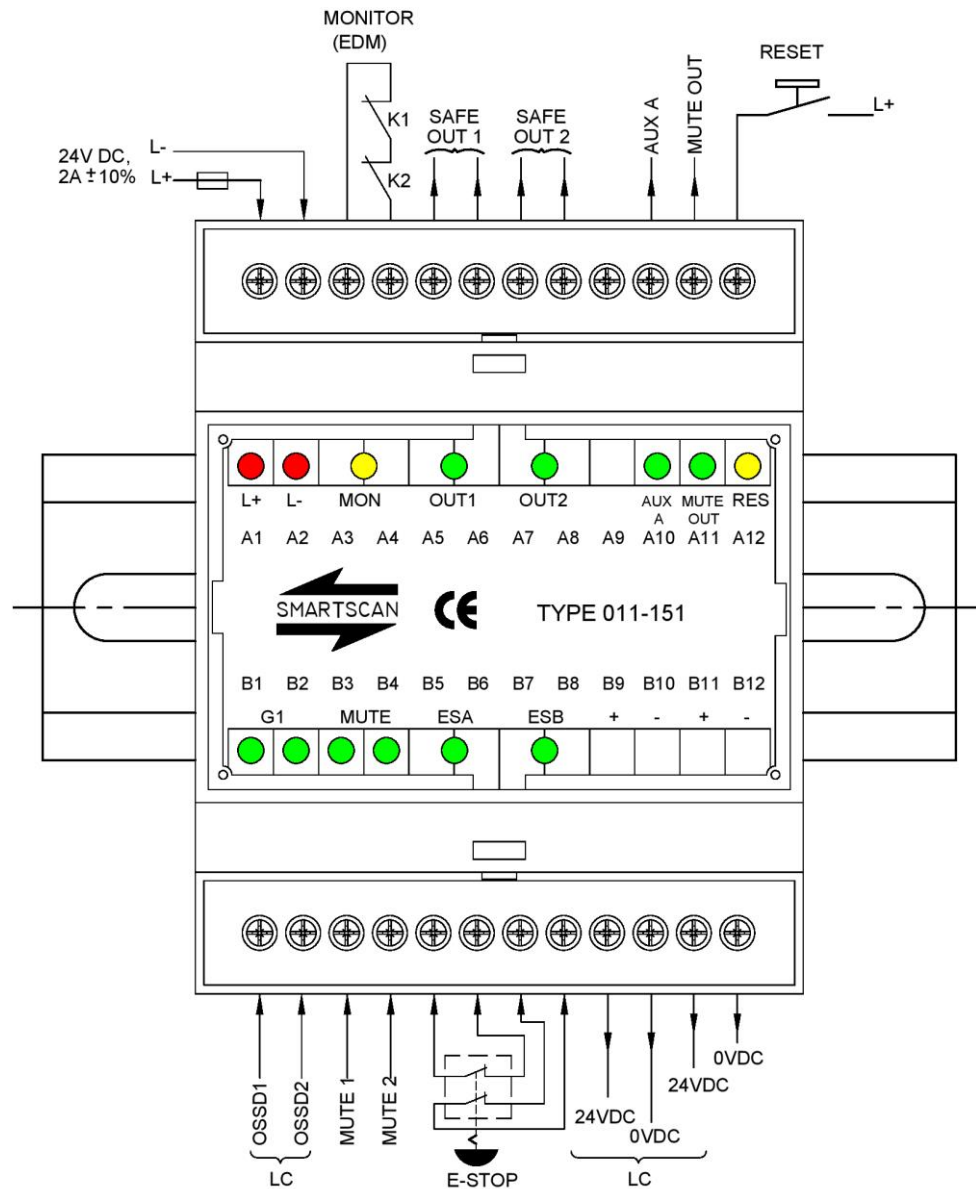 MONITOR
(EDM)
RESET
K1
K2
SAFE
OUT 1
SAFE
OUT 2
AUX A
MUTE OUT
L+
24V DC,
2A ±10%
L-
L+
L+ L- MON OUT1 OUT2 AUX A MUTE OUT RES
A1 A2 A3 A4 A5 A6 A7 A8 A9 A10 A11 A12
SMARTSCAN CE TYPE 011-151
B1 B2 B3 B4 B5 B6 B7 B8 B9 B10 B11 B12
G1 MUTE ESA ESB + - + -
OSSD1
OSSD2
MUTE 1
MUTE 2
24VDC
0VDC
24VDC
0VDC
LC
E-STOP
LC